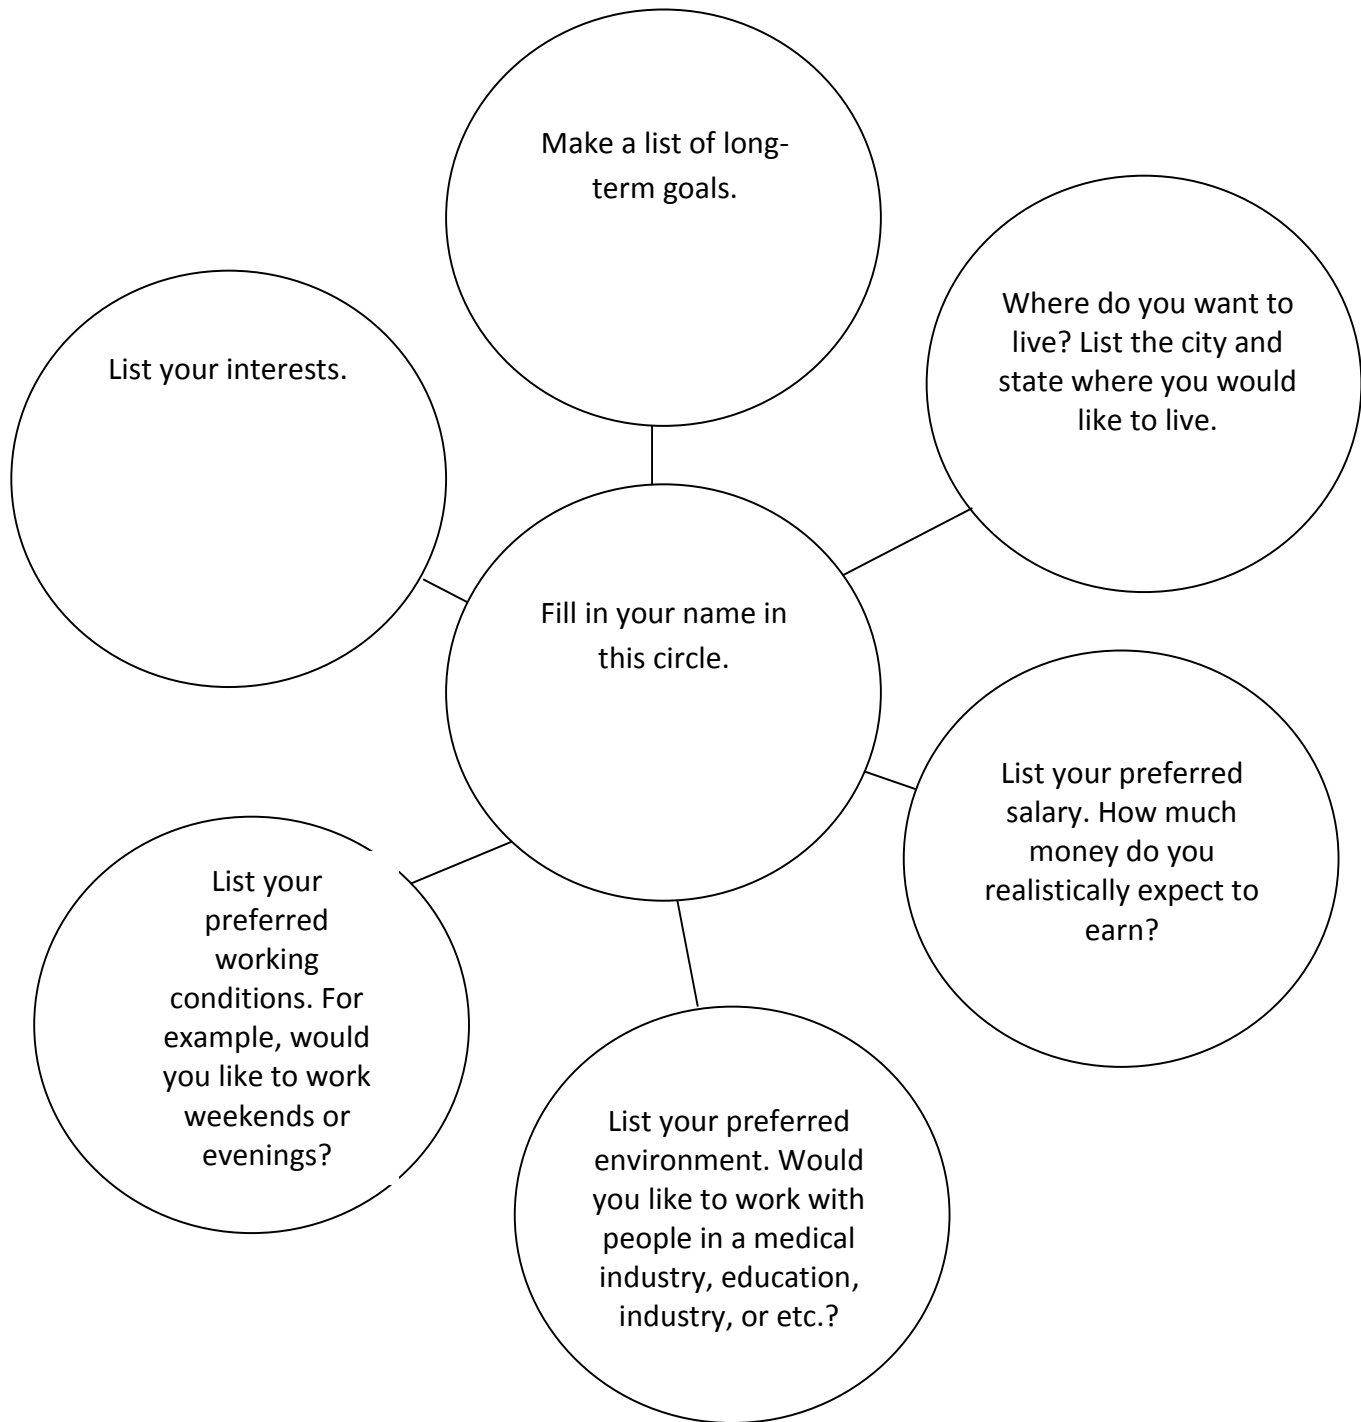 Make a list of long-
term goals.
Where do you want to
live? List the city and
state where you would
like to live.
List your interests.
Fill in your name in
this circle.
List your preferred
salary. How much
money do you
realistically expect to
earn?
List your
preferred
working
conditions. For
example, would
you like to work
weekends or
evenings?
List your preferred
environment. Would
you like to work with
people in a medical
industry, education,
industry, or etc.?